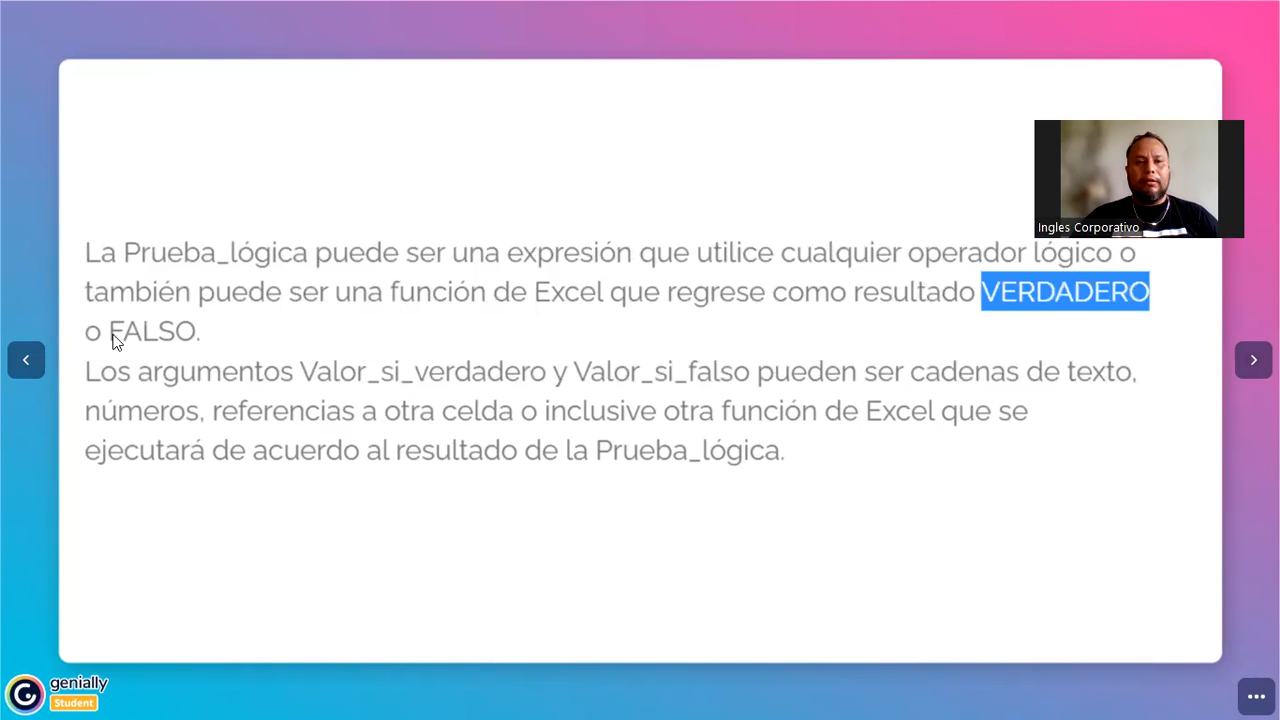 Ingles Corporativo
La Prueba_lógica puede ser una expresión que utilice cualquier operador lógico o
también puede ser una función de Excel que regrese como resultado VERDADERO
o FALSO.
Los argumentos Valor_si_verdadero y Valor_si_falso pueden ser cadenas de texto,
números, referencias a otra celda o inclusive otra función de Excel que se
ejecutará de acuerdo al resultado de la Prueba_lógica.
genially
Student